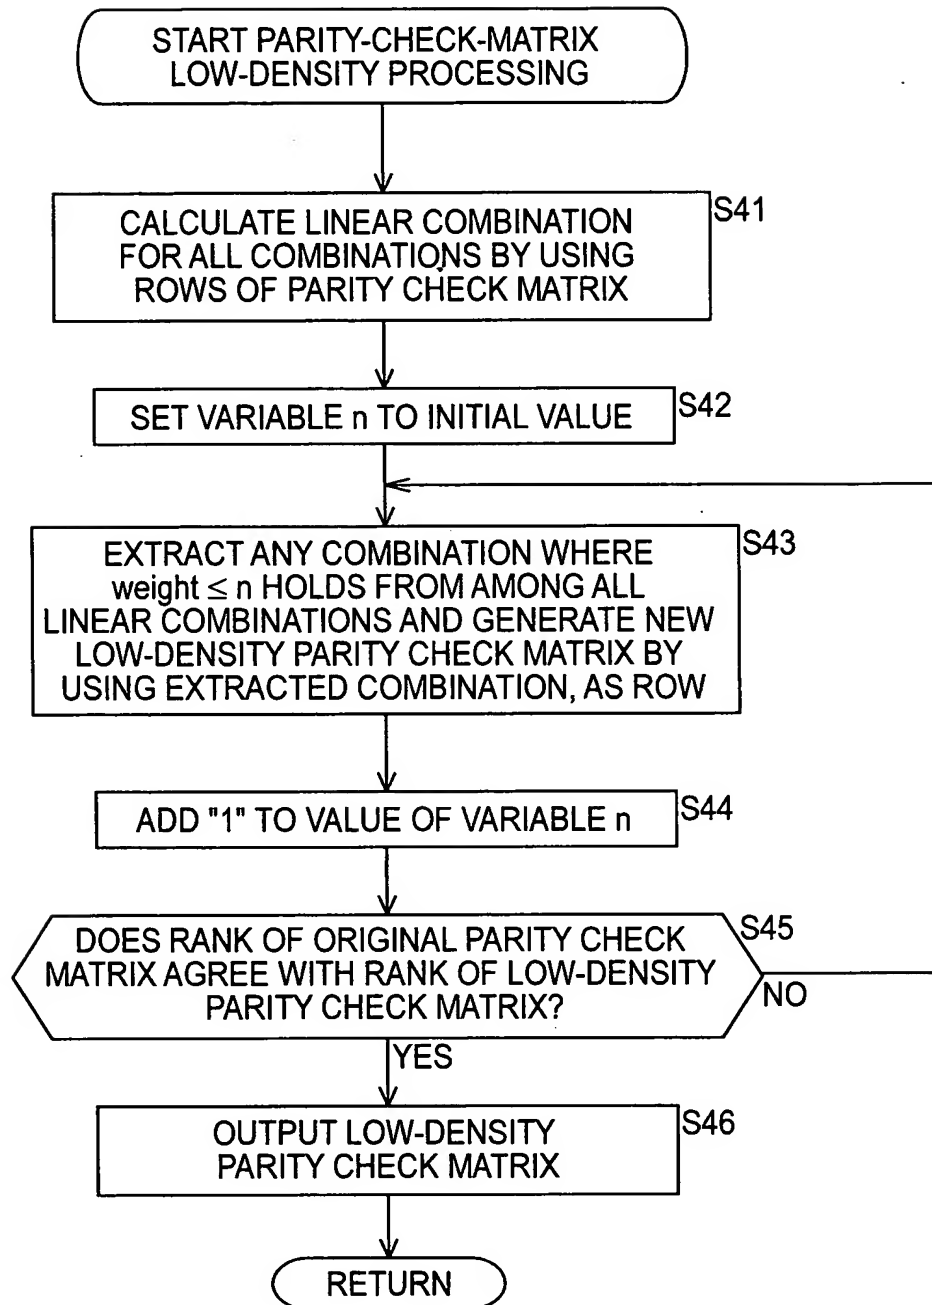 START PARITY-CHECK-MATRIX
LOW-DENSITY PROCESSING
CALCULATE LINEAR COMBINATION
FOR ALL COMBINATIONS BY USING
ROWS OF PARITY CHECK MATRIX
S41
SET VARIABLE n TO INITIAL VALUE
S42
EXTRACT ANY COMBINATION WHERE
weight ≤ n HOLDS FROM AMONG ALL
LINEAR COMBINATIONS AND GENERATE NEW
LOW-DENSITY PARITY CHECK MATRIX BY
USING EXTRACTED COMBINATION, AS ROW
S43
ADD "1" TO VALUE OF VARIABLE n
S44
DOES RANK OF ORIGINAL PARITY CHECK
MATRIX AGREE WITH RANK OF LOW-DENSITY
PARITY CHECK MATRIX?
S45
NO
YES
OUTPUT LOW-DENSITY
PARITY CHECK MATRIX
S46
RETURN